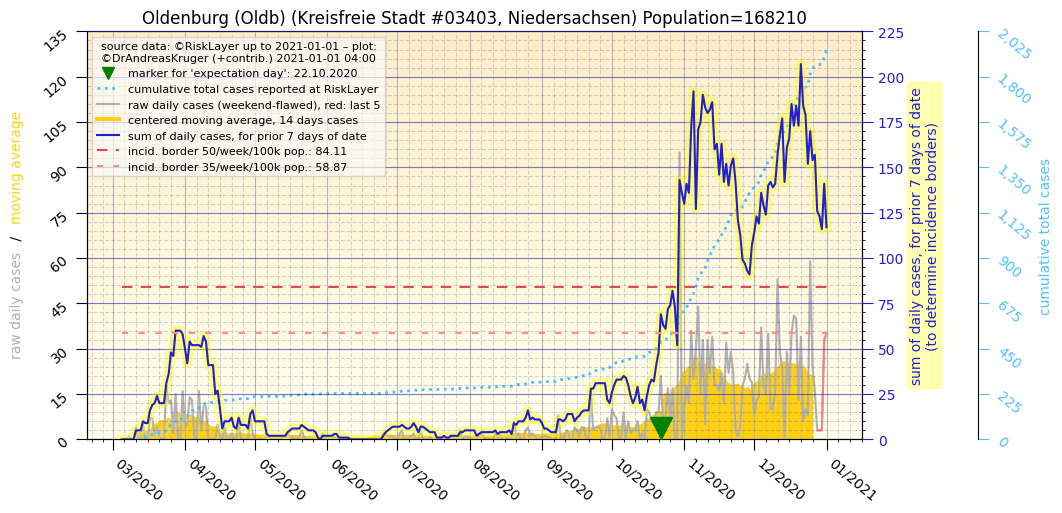 Oldenburg (Oldb) (Kreisfreie Stadt #03403, Niedersachsen) Population=168210
source data: ©RiskLayer up to 2021-01-01 – plot:
©DrAndreasKruger (+contrib.) 2021-01-01 04:00
marker for 'expectation day': 22.10.2020
cumulative total cases reported at RiskLayer
raw daily cases (weekend-flawed), red: last 5
centered moving average, 14 days cases
sum of daily cases, for prior 7 days of date
incid. border 50/week/100k pop.: 84.11
incid. border 35/week/100k pop.: 58.87
raw daily cases / moving average
135
120
105
90
75
60
45
30
15
0
03/2020
04/2020
05/2020
06/2020
07/2020
08/2020
09/2020
10/2020
11/2020
12/2020
01/2021
225
200
175
150
125
100
75
50
25
0
sum of daily cases, for prior 7 days of date
(to determine incidence borders)
2,025
1,800
1,575
1,350
1,125
900
675
450
225
0
cumulative total cases